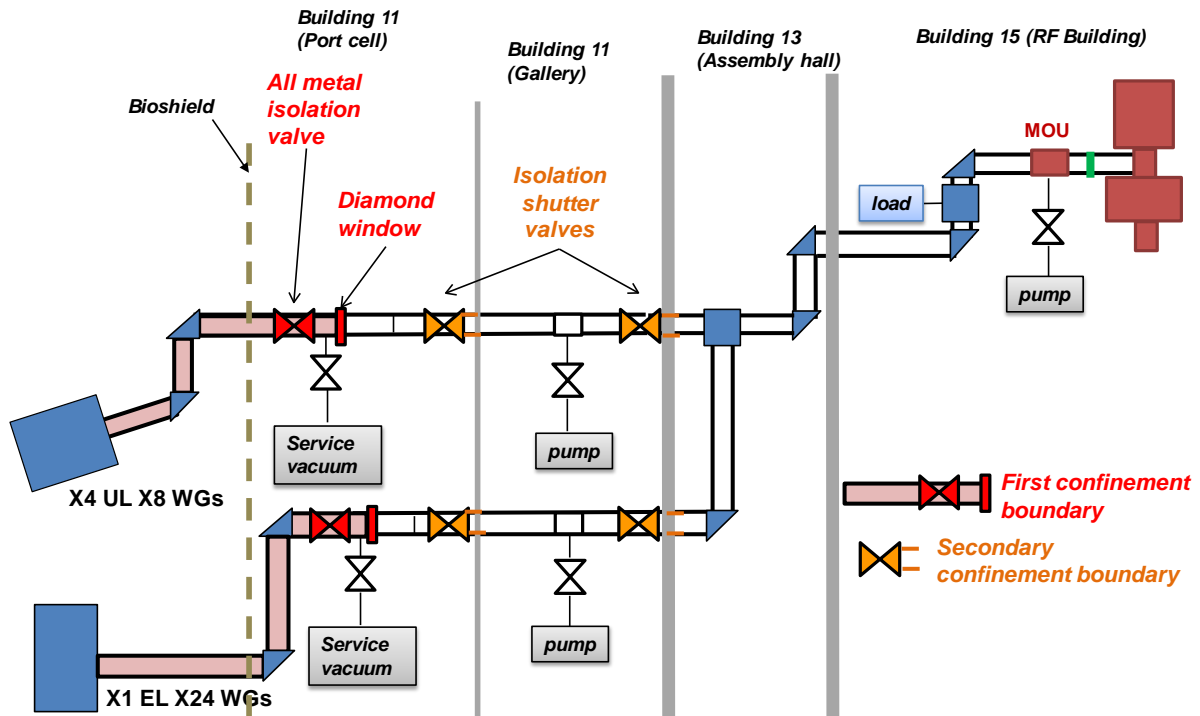 Building 11
(Port cell)
Building 11
(Gallery)
Building 13
(Assembly hall)
Building 15 (RF Building)
Bioshield
All metal
isolation
valve
Diamond
window
Isolation
shutter
valves
MOU
load
pump
Service
vacuum
pump
X4 UL X8 WGs
First confinement
boundary
Secondary
confinement boundary
Service
vacuum
pump
X1 EL X24 WGs